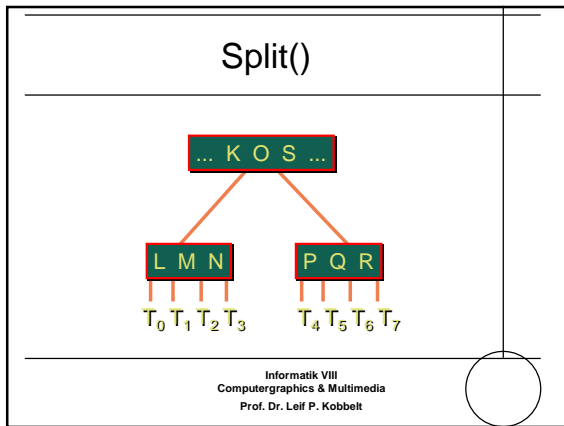 Split()
... K O S ...
L M N P Q R
T₀ T₁ T₂ T₃ T₄ T₅ T₆ T₇
Informatik VIII
Computergraphics & Multimedia
Prof. Dr. Leif P. Kobbelt